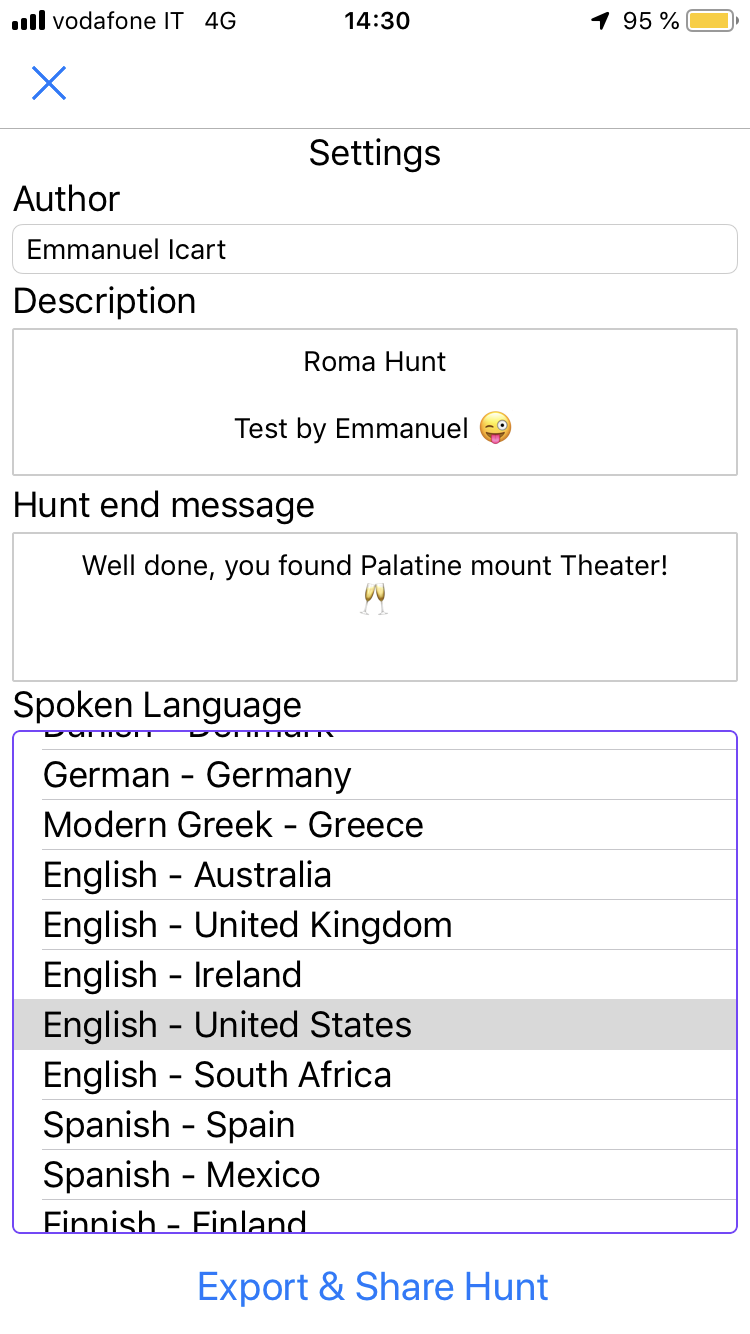 vodafone IT 4G 14:30 95 %
Settings
Author
Emmanuel Icart
Description
Roma Hunt
Test by Emmanuel 😜
Hunt end message
Well done, you found Palatine mount Theater!
🥂
Spoken Language
Danish - Denmark
German - Germany
Modern Greek - Greece
English - Australia
English - United Kingdom
English - Ireland
English - United States
English - South Africa
Spanish - Spain
Spanish - Mexico
Finnish - Finland
Export & Share Hunt